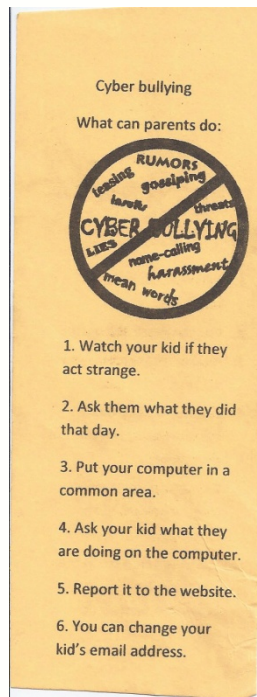 Cyber bullying
What can parents do:
RUMORS
teasing
gossiping
insults
threats
CYBER BULLYING
LIES
name-calling
harassment
mean words
1. Watch your kid if they
act strange.
2. Ask them what they did
that day.
3. Put your computer in a
common area.
4. Ask your kid what they
are doing on the computer.
5. Report it to the website.
6. You can change your
kid's email address.